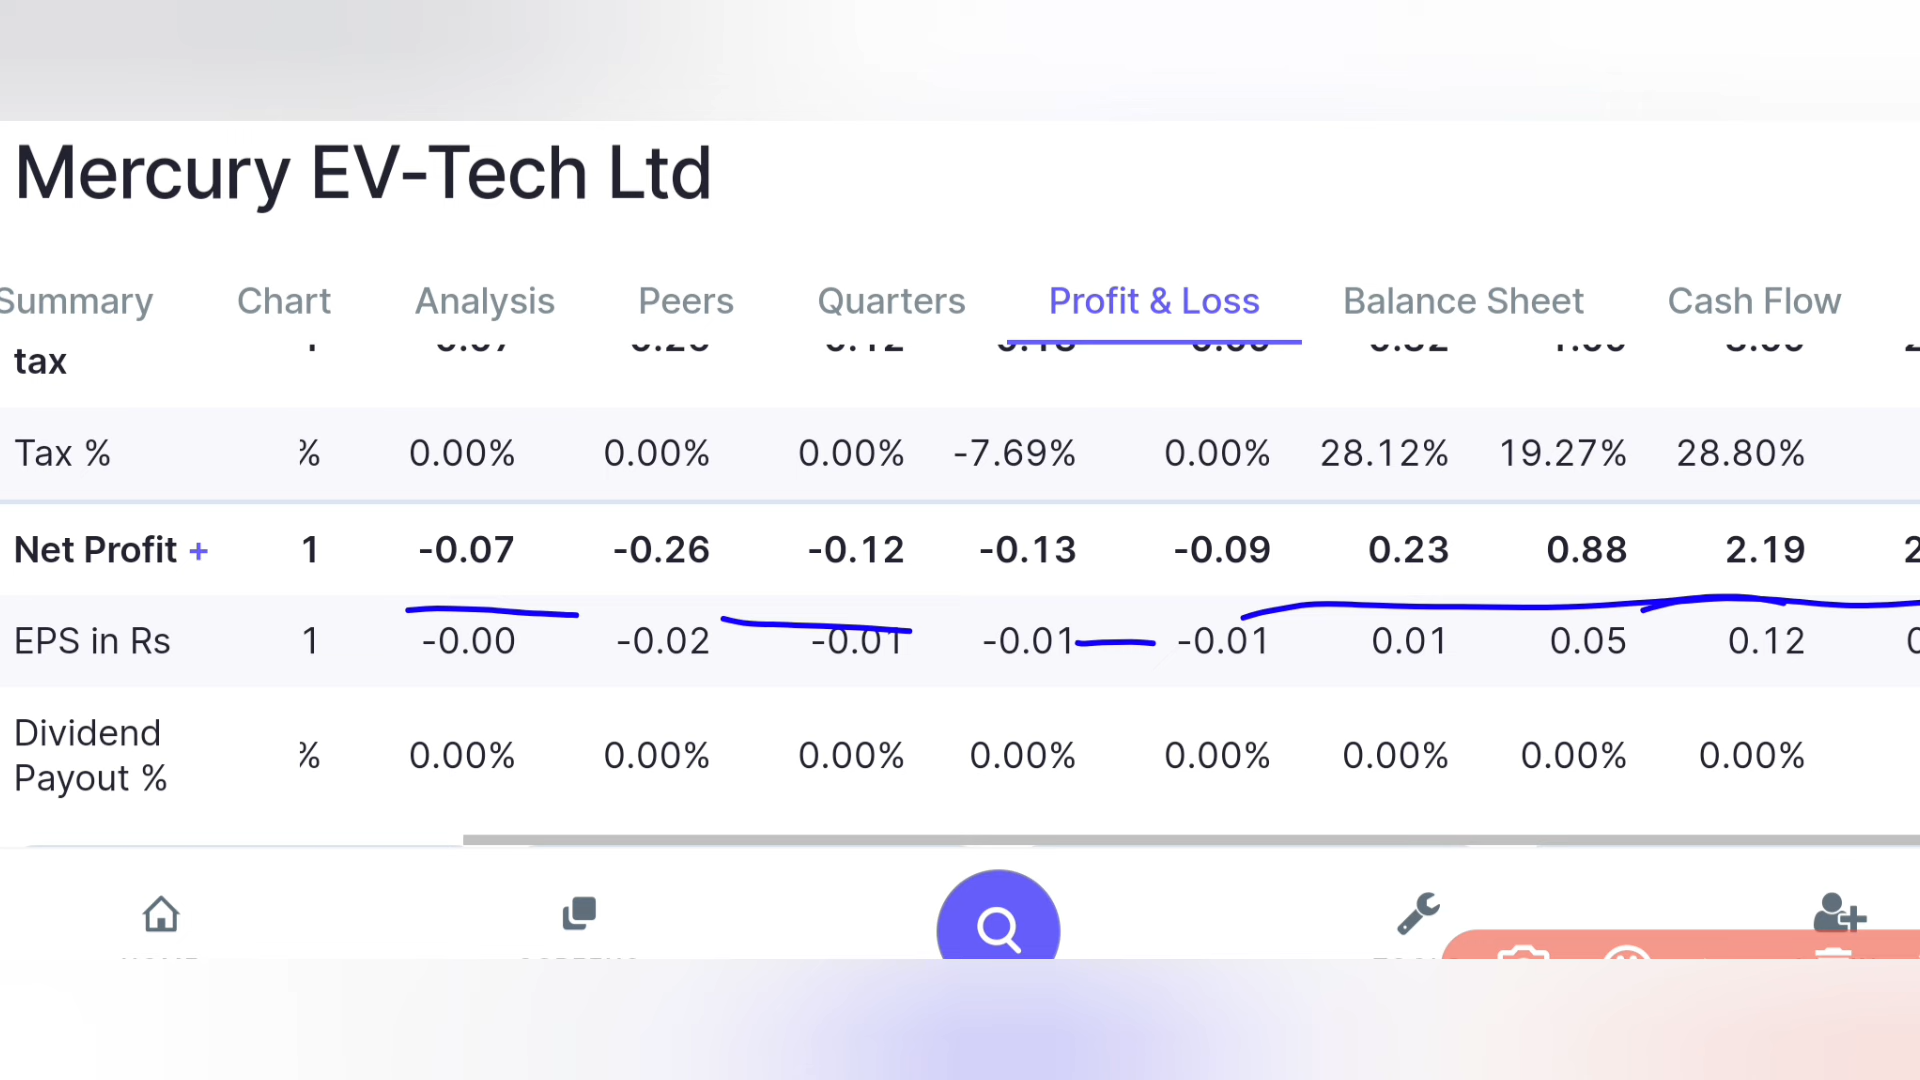 Mercury EV-Tech Ltd
Summary Chart Analysis Peers Quarters Profit & Loss Balance Sheet Cash Flow
tax
Tax % % 0.00% 0.00% 0.00% -7.69% 0.00% 28.12% 19.27% 28.80%
Net Profit + 1 -0.07 -0.26 -0.12 -0.13 -0.09 0.23 0.88 2.19 2
EPS in Rs 1 -0.00 -0.02 -0.01 -0.01 -0.01 0.01 0.05 0.12 0
Dividend
Payout % % 0.00% 0.00% 0.00% 0.00% 0.00% 0.00% 0.00% 0.00%